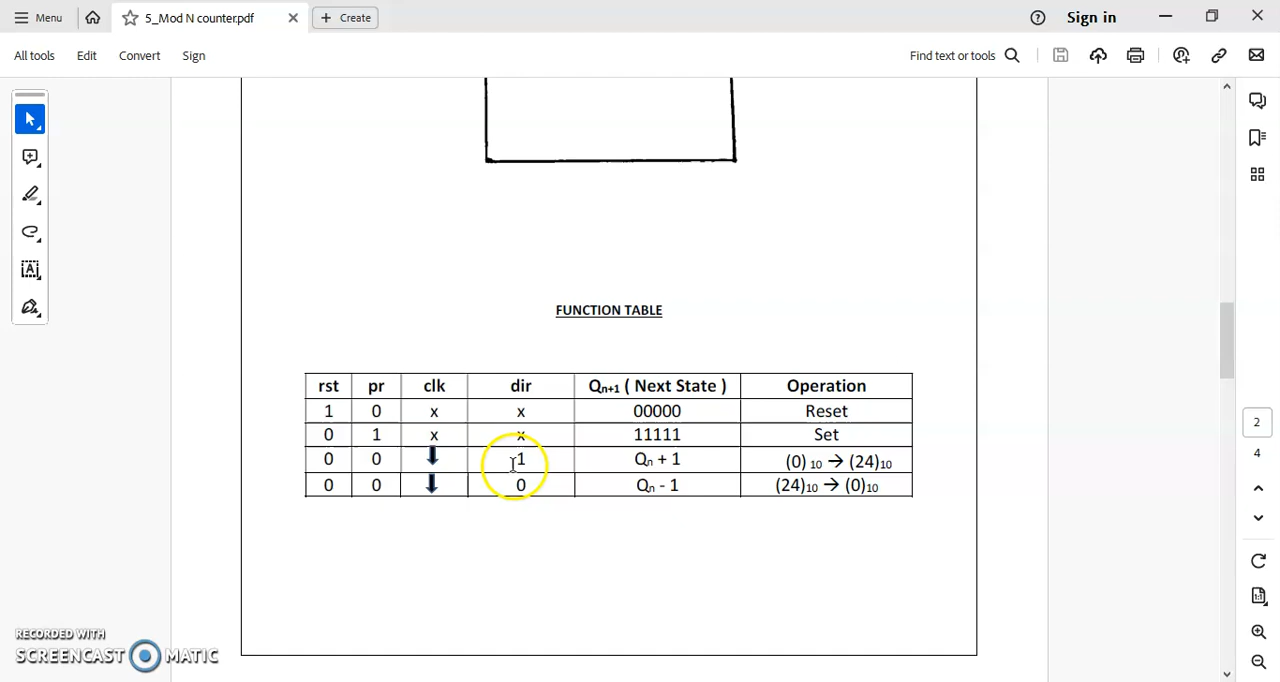 Menu 5_Mod N counter.pdf Create Sign in
All tools Edit Convert Sign Find text or tools
FUNCTION TABLE
rst pr clk dir Qn+1 ( Next State ) Operation
1 0 x x 00000 Reset
0 1 x x 11111 Set
0 0 ⬇ 1 Qn + 1 (0) 10 → (24)10
0 0 ⬇ 0 Qn - 1 (24)10 → (0)10
2
4
RECORDED WITH
SCREENCAST MATIC